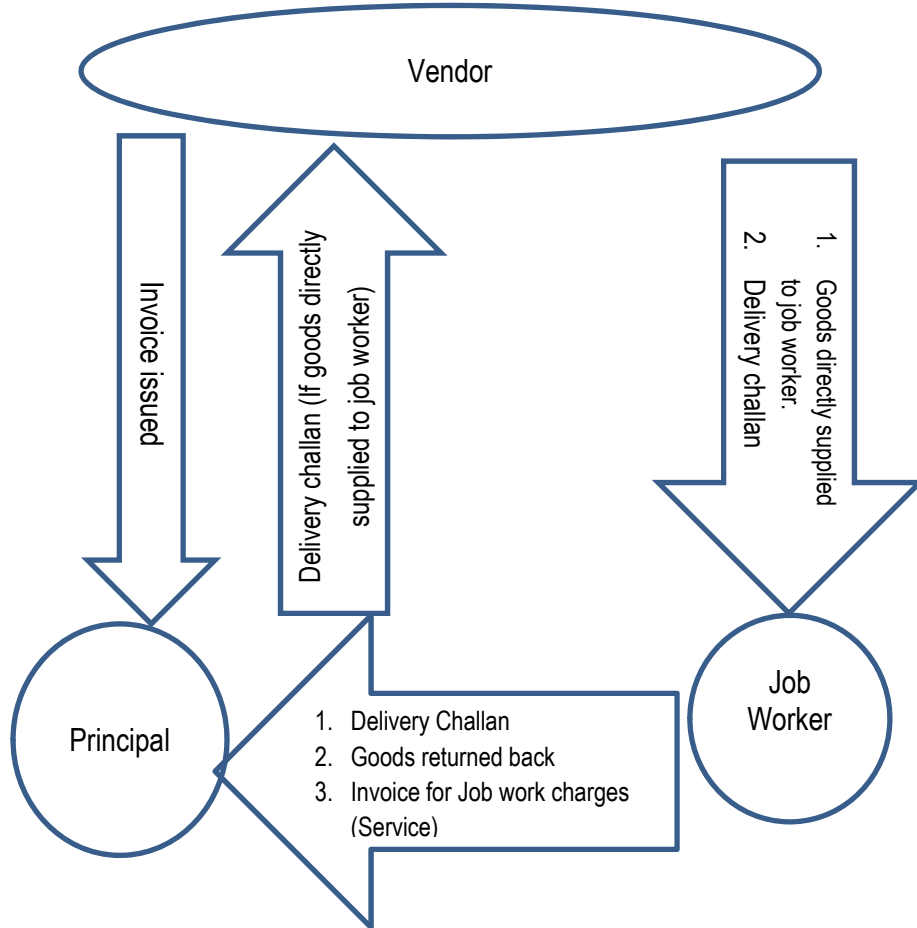 Vendor
Invoice issued
Delivery challan (If goods directly
supplied to job worker)
1. Goods directly supplied
to job worker.
2. Delivery challan
Principal
1. Delivery Challan
2. Goods returned back
3. Invoice for Job work charges
(Service)
Job
Worker